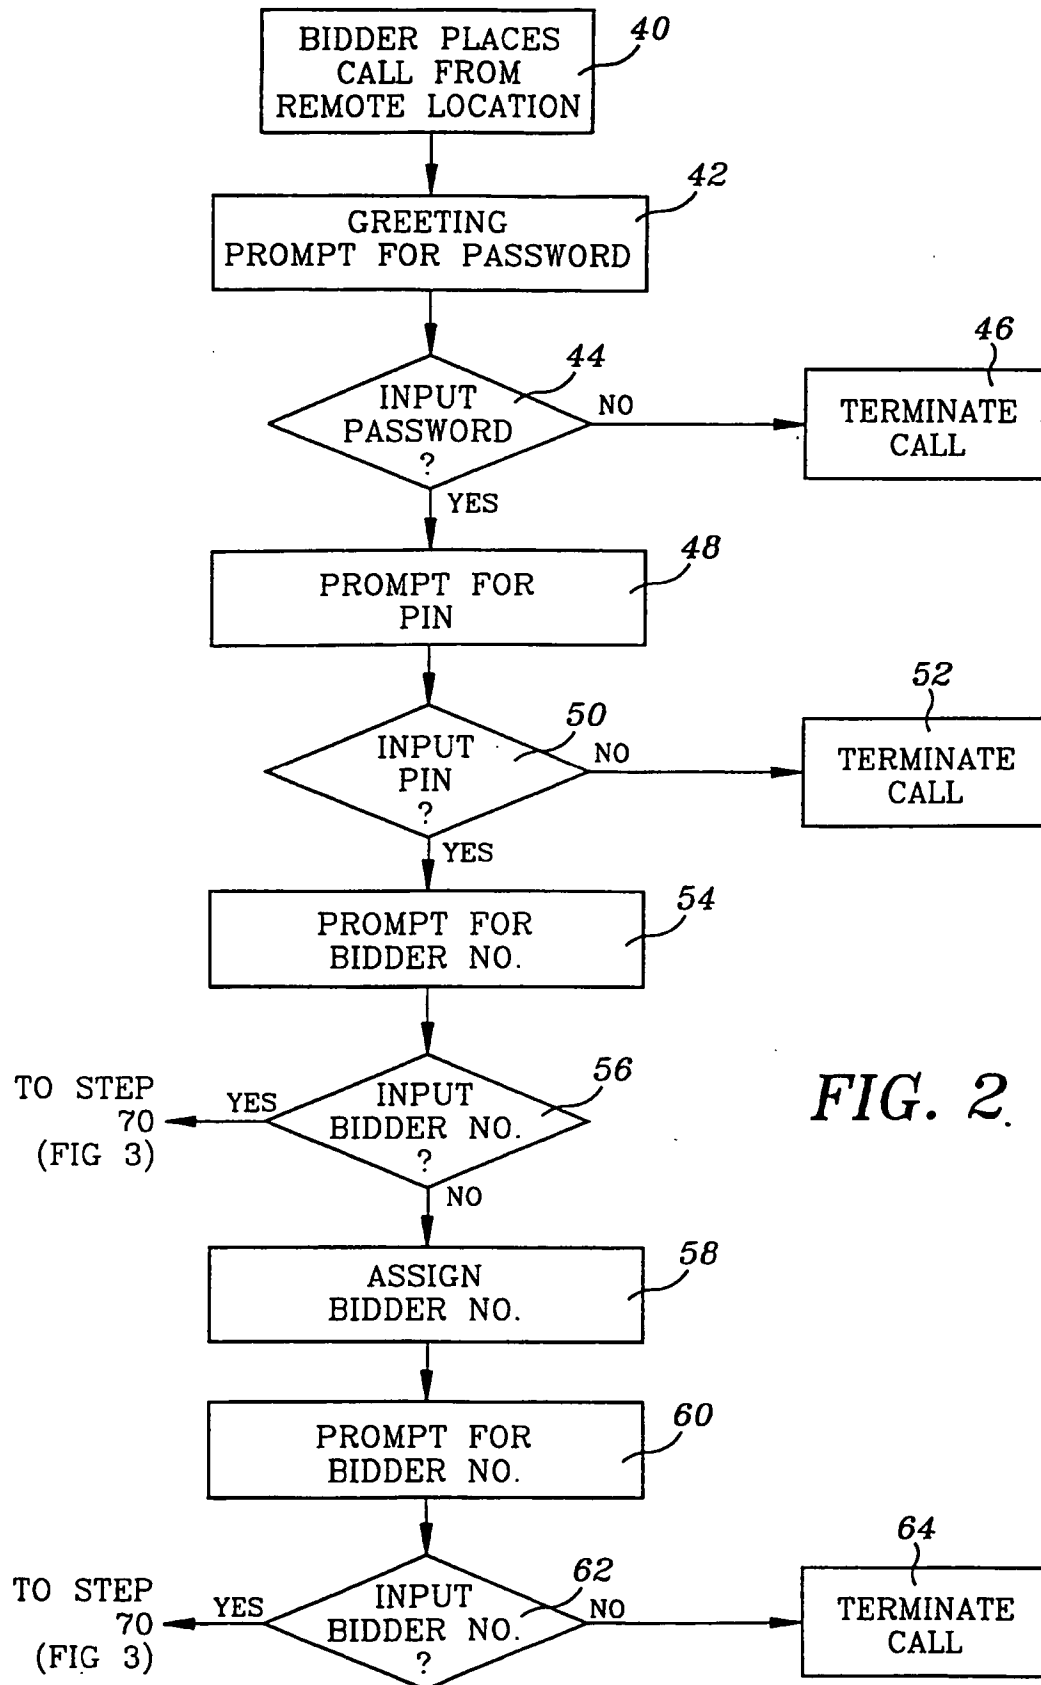 BIDDER PLACES
CALL FROM
REMOTE LOCATION
40
GREETING
PROMPT FOR PASSWORD
42
INPUT
PASSWORD
?
44
NO
TERMINATE
CALL
46
YES
PROMPT FOR
PIN
48
INPUT
PIN
?
50
NO
TERMINATE
CALL
52
YES
PROMPT FOR
BIDDER NO.
54
INPUT
BIDDER NO.
?
56
YES
TO STEP
70
(FIG 3)
FIG. 2.
NO
ASSIGN
BIDDER NO.
58
PROMPT FOR
BIDDER NO.
60
INPUT
BIDDER NO.
?
62
YES
TO STEP
70
(FIG 3)
NO
TERMINATE
CALL
64